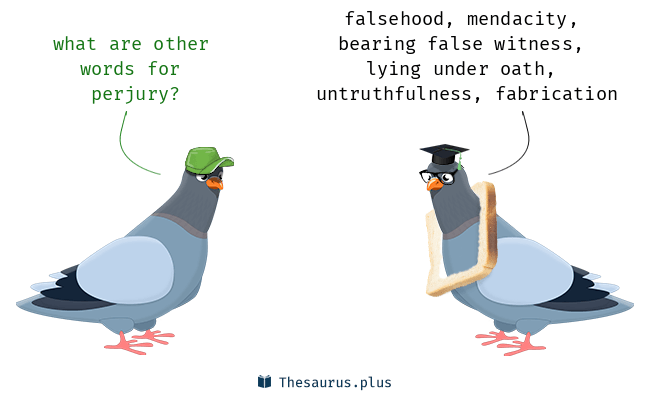 what are other
words for
perjury?
falsehood, mendacity,
bearing false witness,
lying under oath,
untruthfulness, fabrication
Thesaurus.plus